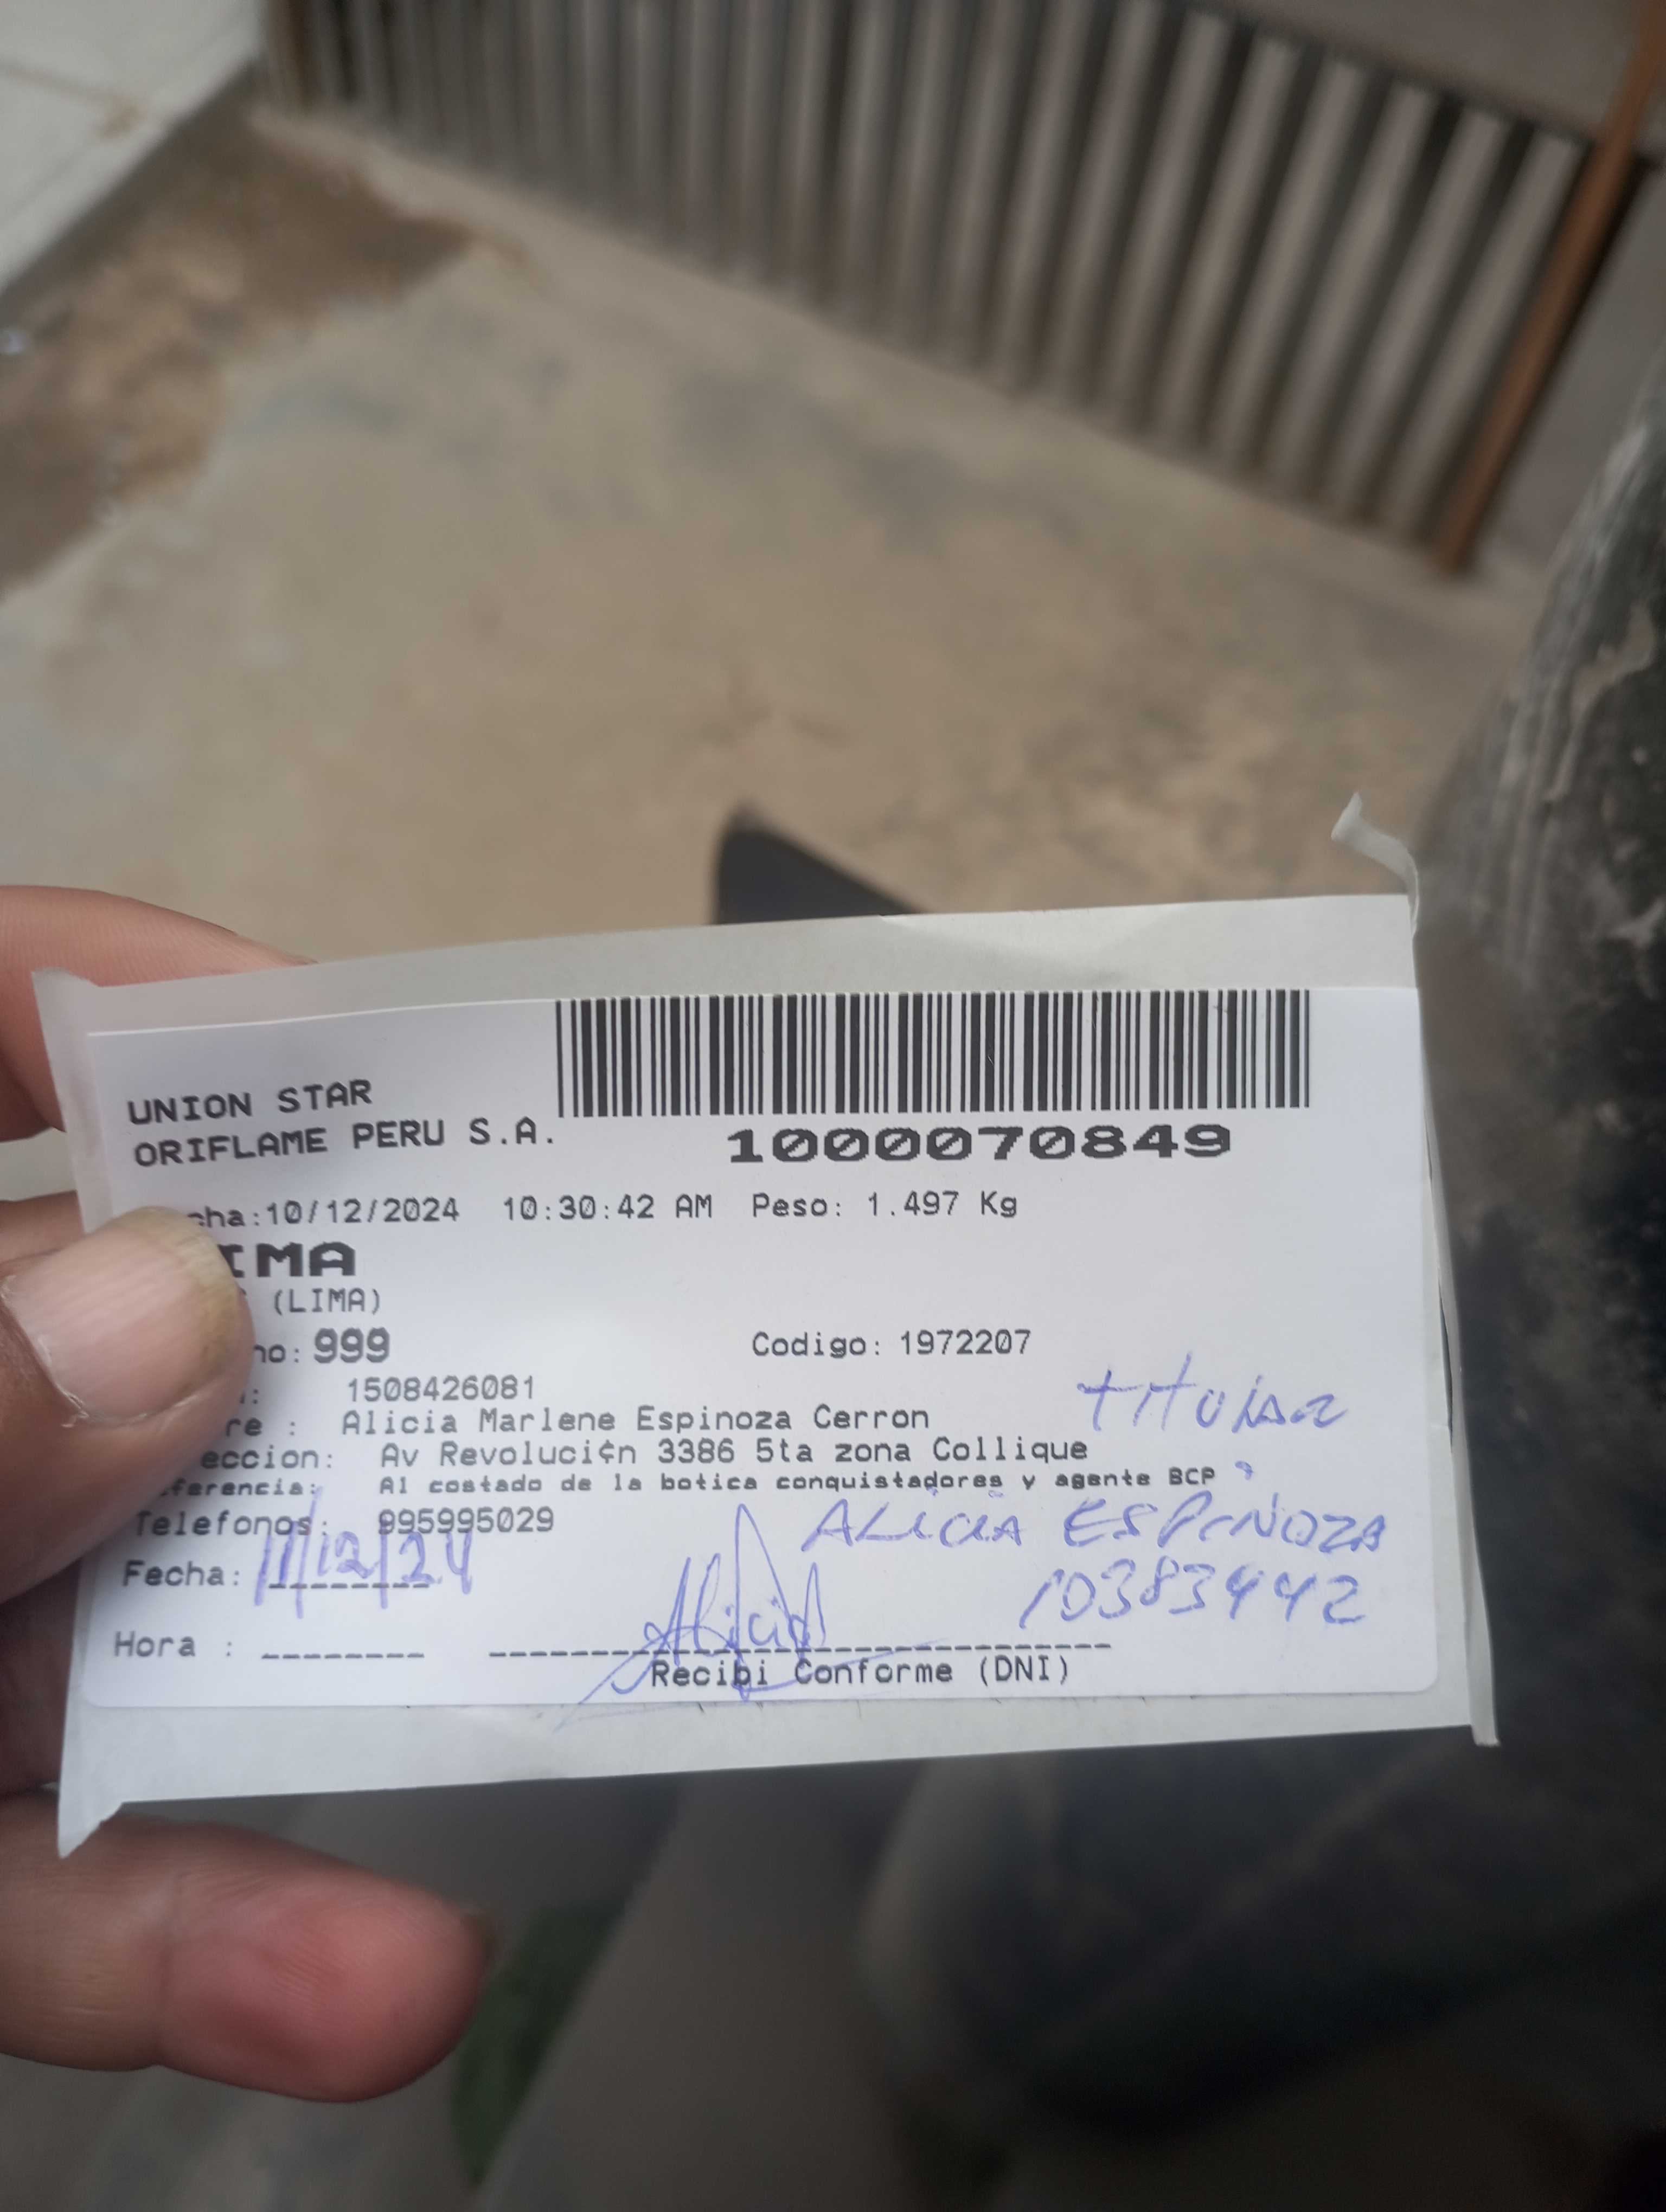 UNION STAR
ORIFLAME PERU S.A.
1000070849
cha:10/12/2024 10:30:42 AM Peso: 1.497 Kg
IMA
(LIMA)
no: 999 Codigo: 1972207
: 1508426081
re : Alicia Marlene Espinoza Cerron
TITULAR
eccion: Av Revoluci¢n 3386 5ta zona Collique
ferencia: Al costado de la botica conquistadores y agente BCP
Telefonos: 995995029
ALICIA ESPINOZA
Fecha: 11/12/24
10383442
Hora : Alicia
Recibi Conforme (DNI)